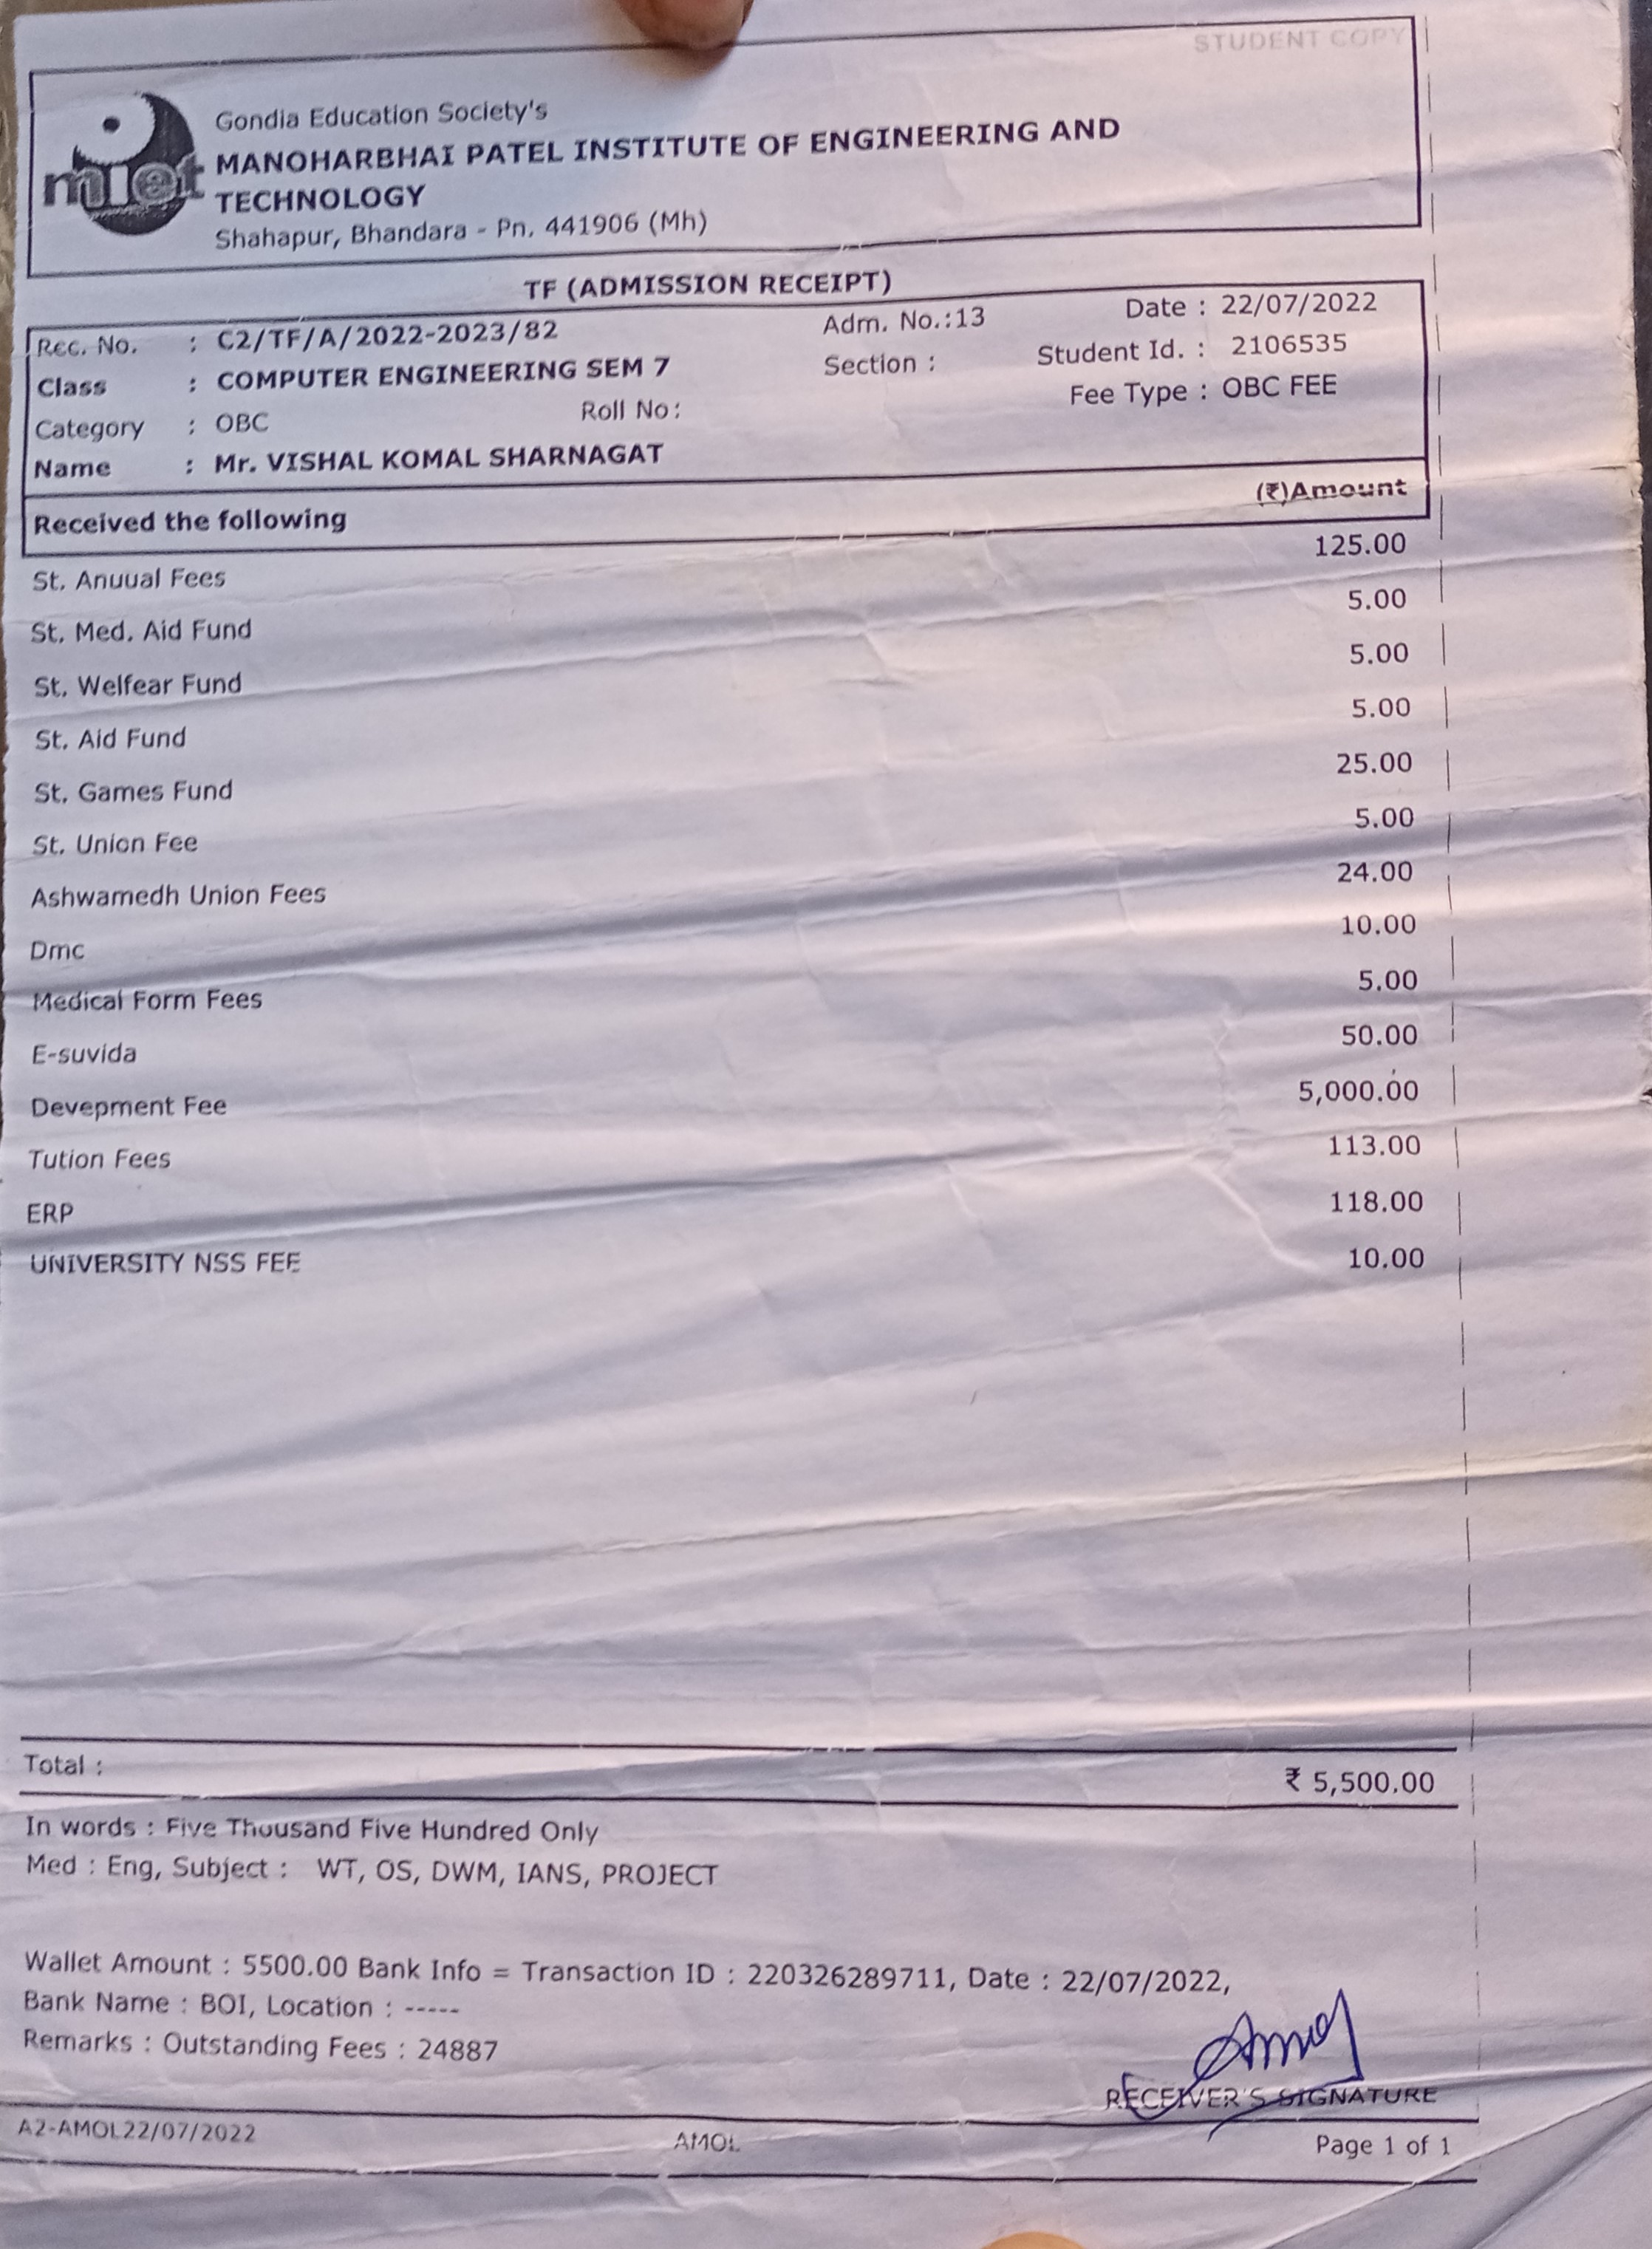 STUDENT COPY
miet
Gondia Education Society's
MANOHARBHAI PATEL INSTITUTE OF ENGINEERING AND
TECHNOLOGY
Shahapur, Bhandara - Pn. 441906 (Mh)
TF (ADMISSION RECEIPT)
Rec. No. : C2/TF/A/2022-2023/82 Adm. No.:13 Date : 22/07/2022
Class : COMPUTER ENGINEERING SEM 7 Section : Student Id. : 2106535
Category : OBC Roll No: Fee Type : OBC FEE
Name : Mr. VISHAL KOMAL SHARNAGAT
Received the following (₹)Amount
St. Anuual Fees 125.00
St. Med. Aid Fund 5.00
St. Welfear Fund 5.00
St. Aid Fund 5.00
St. Games Fund 25.00
St. Union Fee 5.00
Ashwamedh Union Fees 24.00
Dmc 10.00
Medical Form Fees 5.00
E-suvida 50.00
Devepment Fee 5,000.00
Tution Fees 113.00
ERP 118.00
UNIVERSITY NSS FEE 10.00
Total : ₹ 5,500.00
In words : Five Thousand Five Hundred Only
Med : Eng, Subject : WT, OS, DWM, IANS, PROJECT
Wallet Amount : 5500.00 Bank Info = Transaction ID : 220326289711, Date : 22/07/2022,
Bank Name : BOI, Location : -----
Remarks : Outstanding Fees : 24887
Amol
RECEIVER'S SIGNATURE
A2-AMOL22/07/2022 AMOL Page 1 of 1